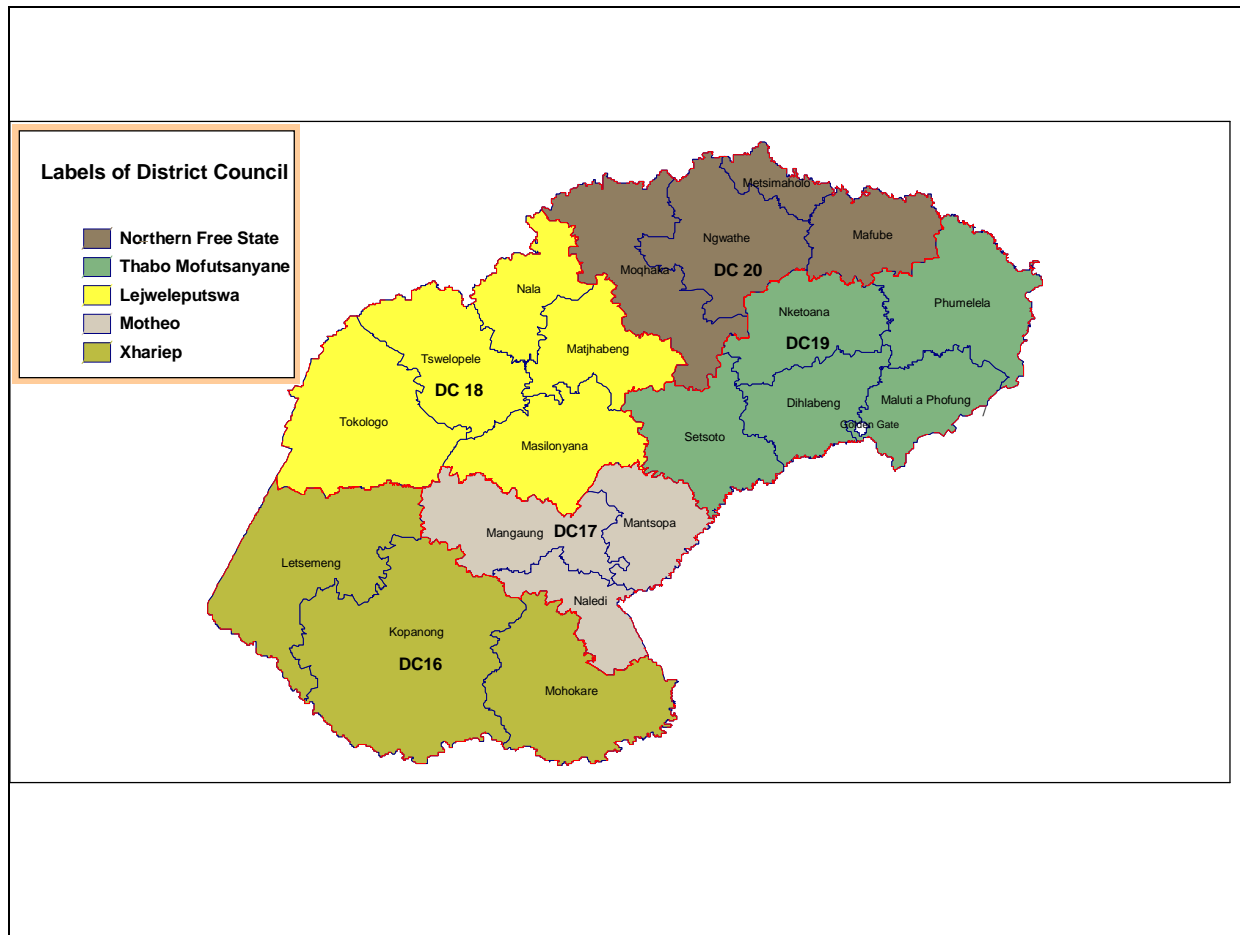 Labels of District Council
Northern Free State
Thabo Mofutsanyane
Lejweleputswa
Motheo
Xhariep
Metsimaholo
Ngwathe
Mafube
Moqhaka
DC 20
Nala
Nketoana
Phumelela
DC19
Matjhabeng
Tswelopele
DC 18
Dihlabeng
Maluti a Phofung
Golden Gate
Tokologo
Setsoto
Masilonyana
Mantsopa
Mangaung
DC17
Letsemeng
Naledi
Kopanong
DC16
Mohokare